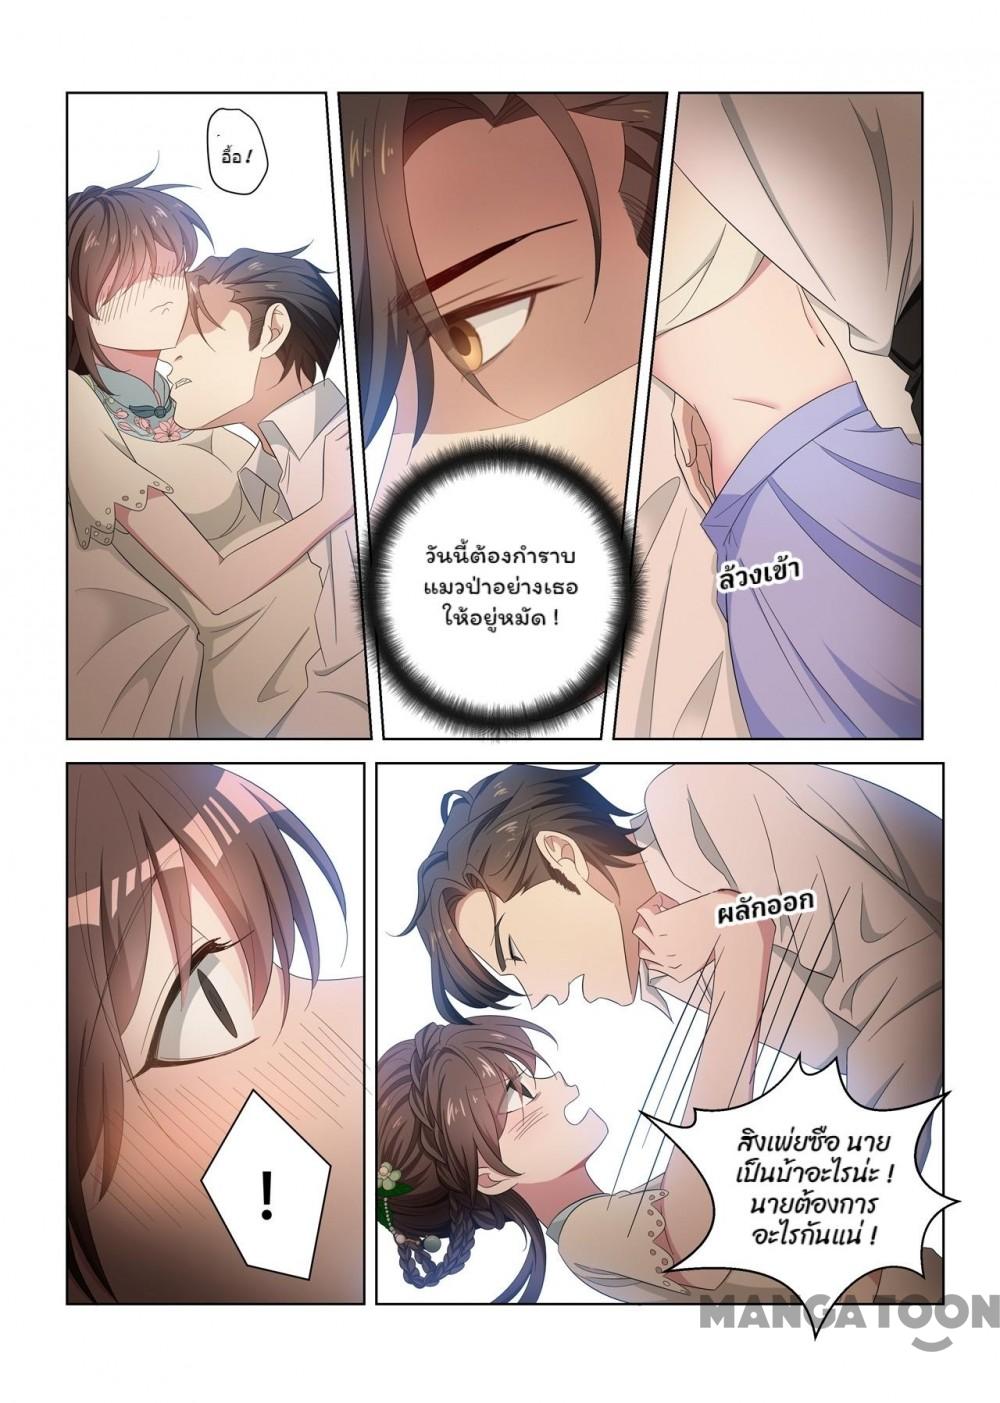 อื้อ !
วันนี้ต้องกำราบ
แมวป่าอย่างเธอ
ให้อยู่หมัด !
ล้วงเข้า
!
ผลักออก
สิงเพ่ยซือ นาย
เป็นบ้าอะไรน่ะ !
นายต้องการ
อะไรกันแน่ !
MANGATOON